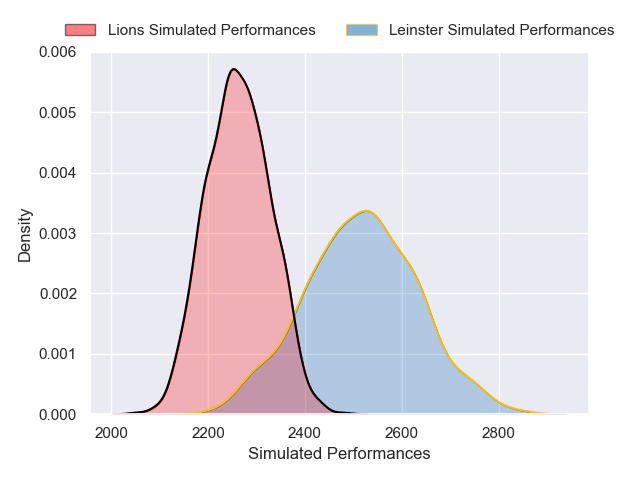 Lions Simulated Performances Leinster Simulated Performances
0.006
0.005
0.004
0.003
0.002
0.001
0.000
Density
2000 2200 2400 2600 2800
Simulated Performances